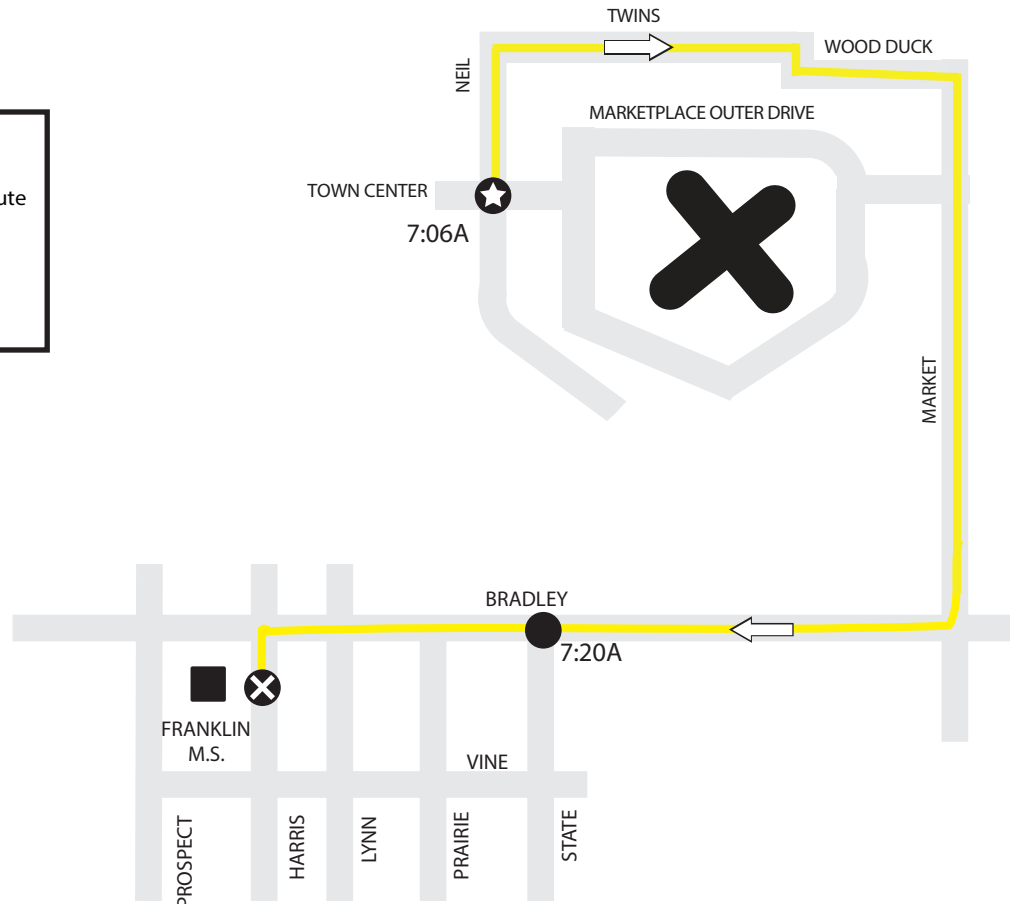 TWINS
WOOD DUCK
NEIL
MARKETPLACE OUTER DRIVE
TOWN CENTER
7:06A
ute
MARKET
BRADLEY
7:20A
FRANKLIN
M.S.
VINE
PROSPECT
HARRIS
LYNN
PRAIRIE
STATE